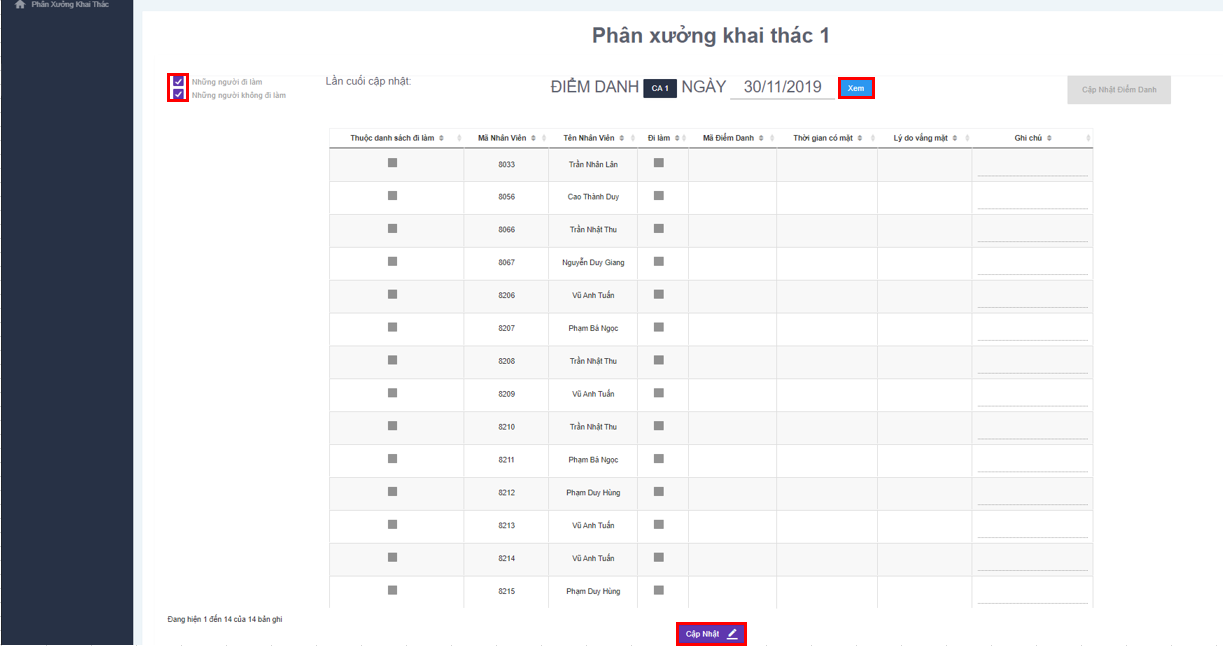 Phân Xưởng Khai Thác
Phân xưởng khai thác 1
Những người đi làm
Những người không đi làm
Lần cuối cập nhật:
ĐIỂM DANH CA 1 NGÀY 30/11/2019 Xem
Cập Nhật Điểm Danh
Thuộc danh sách đi làm Mã Nhân Viên Tên Nhân Viên Đi làm Mã Điểm Danh Thời gian có mặt Lý do vắng mặt Ghi chú
8033 Trần Nhân Lân
8056 Cao Thành Duy
8066 Trần Nhật Thu
8067 Nguyễn Duy Giang
8206 Vũ Anh Tuấn
8207 Phạm Bá Ngọc
8208 Trần Nhật Thu
8209 Vũ Anh Tuấn
8210 Trần Nhật Thu
8211 Phạm Bá Ngọc
8212 Phạm Duy Hùng
8213 Vũ Anh Tuấn
8214 Vũ Anh Tuấn
8215 Phạm Duy Hùng
Đang hiện 1 đến 14 của 14 bản ghi
Cập Nhật